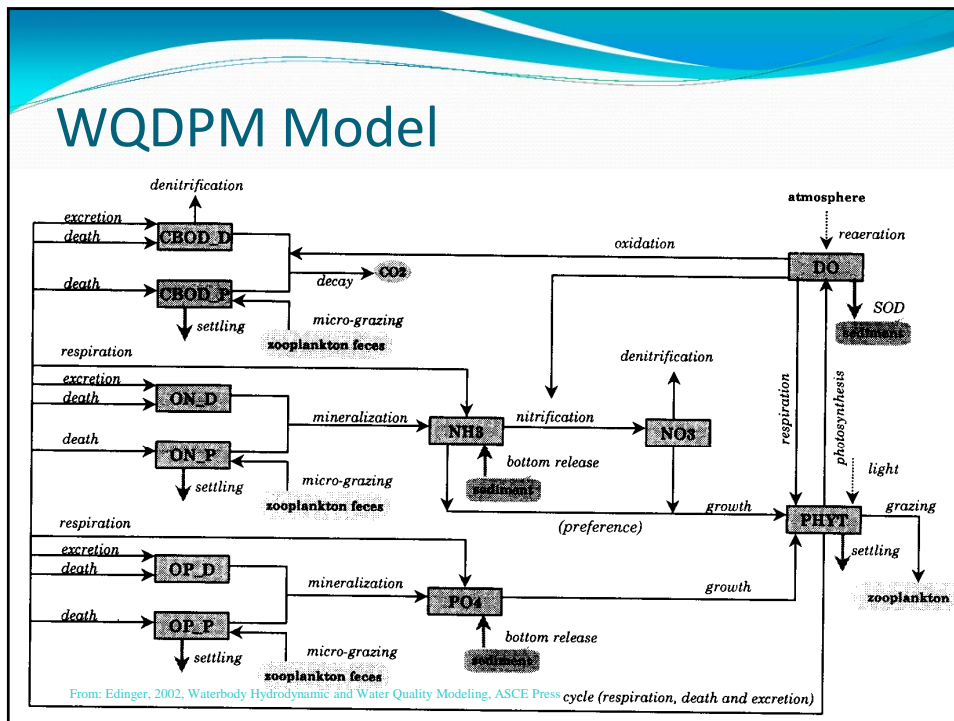 WQDPM Model
denitrification
atmosphere
excretion
CBOD_D
oxidation
reaeration
death
DO
decay
CO2
death
CBOD_P
SOD
settling
micro-grazing
sediment
zooplankton feces
denitrification
respiration
excretion
death
ON_D
mineralization
nitrification
respiration
photosynthesis
NH3
NO3
death
ON_P
bottom release
light
settling
micro-grazing
sediment
zooplankton feces
(preference)
growth
PHYT
grazing
respiration
settling
excretion
death
OP_D
mineralization
growth
PO4
zooplankton
death
OP_P
bottom release
settling
micro-grazing
sediment
zooplankton feces
From: Edinger, 2002, Waterbody Hydrodynamic and Water Quality Modeling, ASCE Press
cycle (respiration, death and excretion)